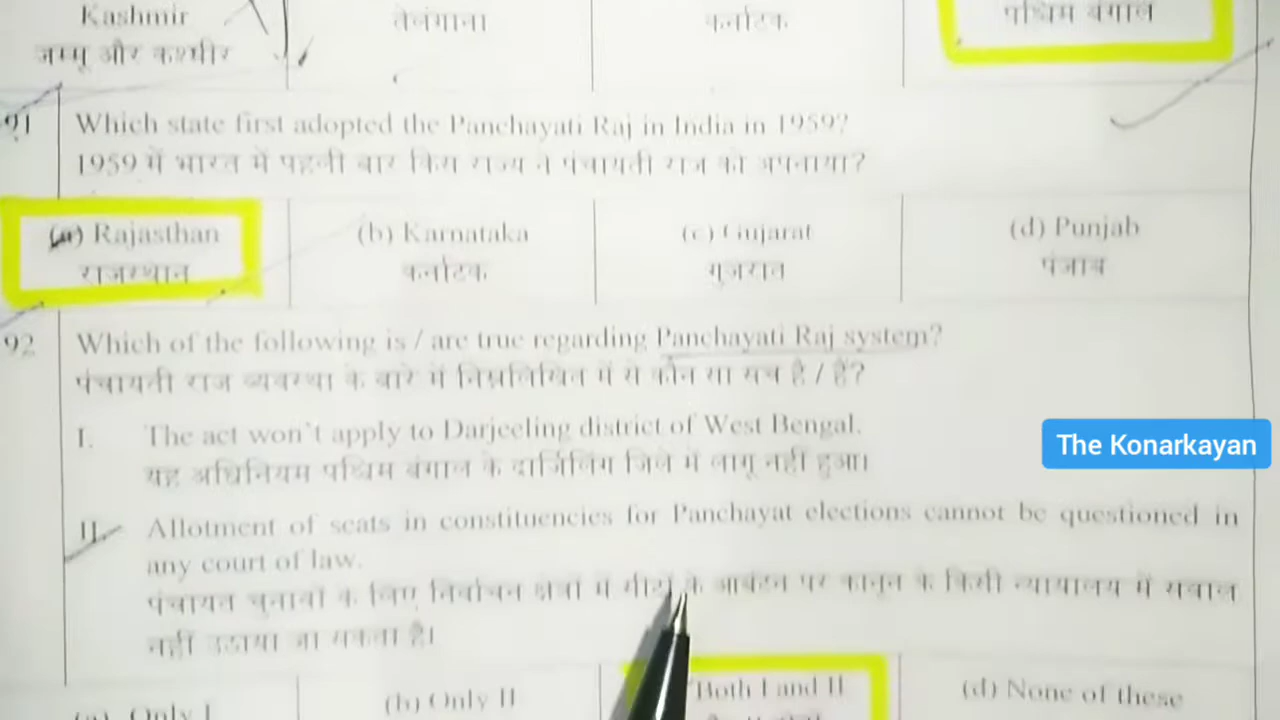 Kashmir
जम्मू और कश्मीर
तेलंगाना
कर्नाटक
पश्चिम बंगाल
91 Which state first adopted the Panchayati Raj in India in 1959?
1959 में भारत में पहली बार किस राज्य ने पंचायती राज को अपनाया?
(a) Rajasthan
राजस्थान
(b) Karnataka
कर्नाटक
(c) Gujarat
गुजरात
(d) Punjab
पंजाब
92 Which of the following is / are true regarding Panchayati Raj system?
पंचायती राज व्यवस्था के बारे में निम्नलिखित में से कौन सा सच है / हैं?
I. The act won't apply to Darjeeling district of West Bengal.
यह अधिनियम पश्चिम बंगाल के दार्जिलिंग जिले में लागू नहीं हुआ।
The Konarkayan
II. Allotment of seats in constituencies for Panchayat elections cannot be questioned in
any court of law.
पंचायत चुनावों के लिए निर्वाचन क्षेत्रों में सीटों के आबंटन पर कानून के किसी न्यायालय में सवाल
नहीं उठाया जा सकता है।
(a) Only I
(b) Only II
Both I and II
(d) None of these